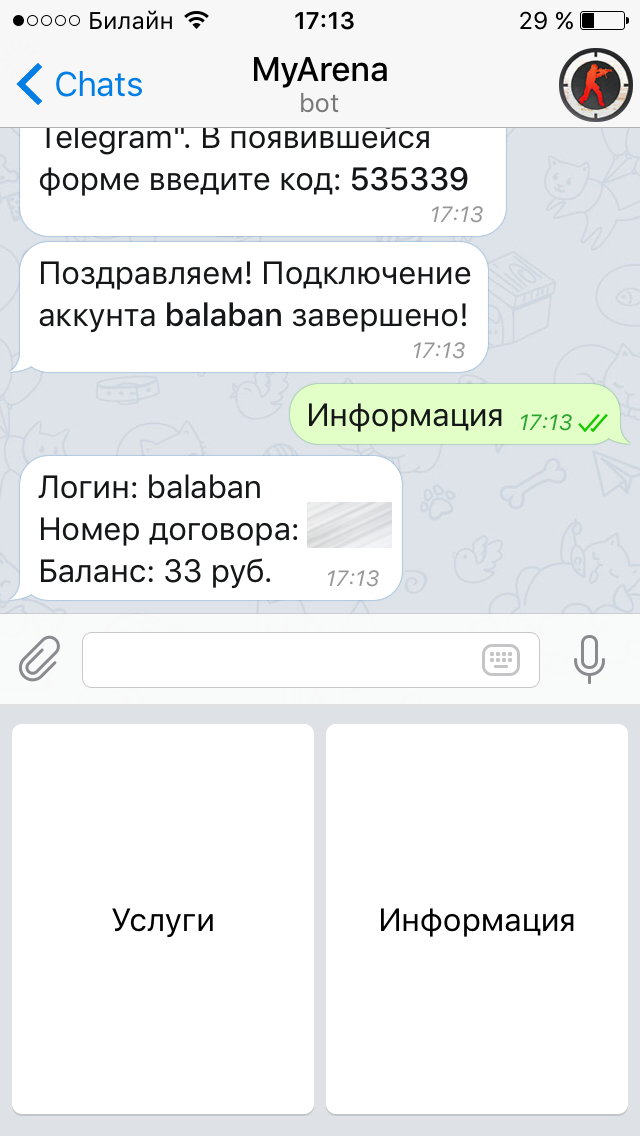 Билайн 17:13 29 %
Chats MyArena
bot
Telegram". В появившейся
форме введите код: 535339
17:13
Поздравляем! Подключение
аккунта balaban завершено!
17:13
Информация 17:13
Логин: balaban
Номер договора:
Баланс: 33 руб. 17:13
Услуги Информация